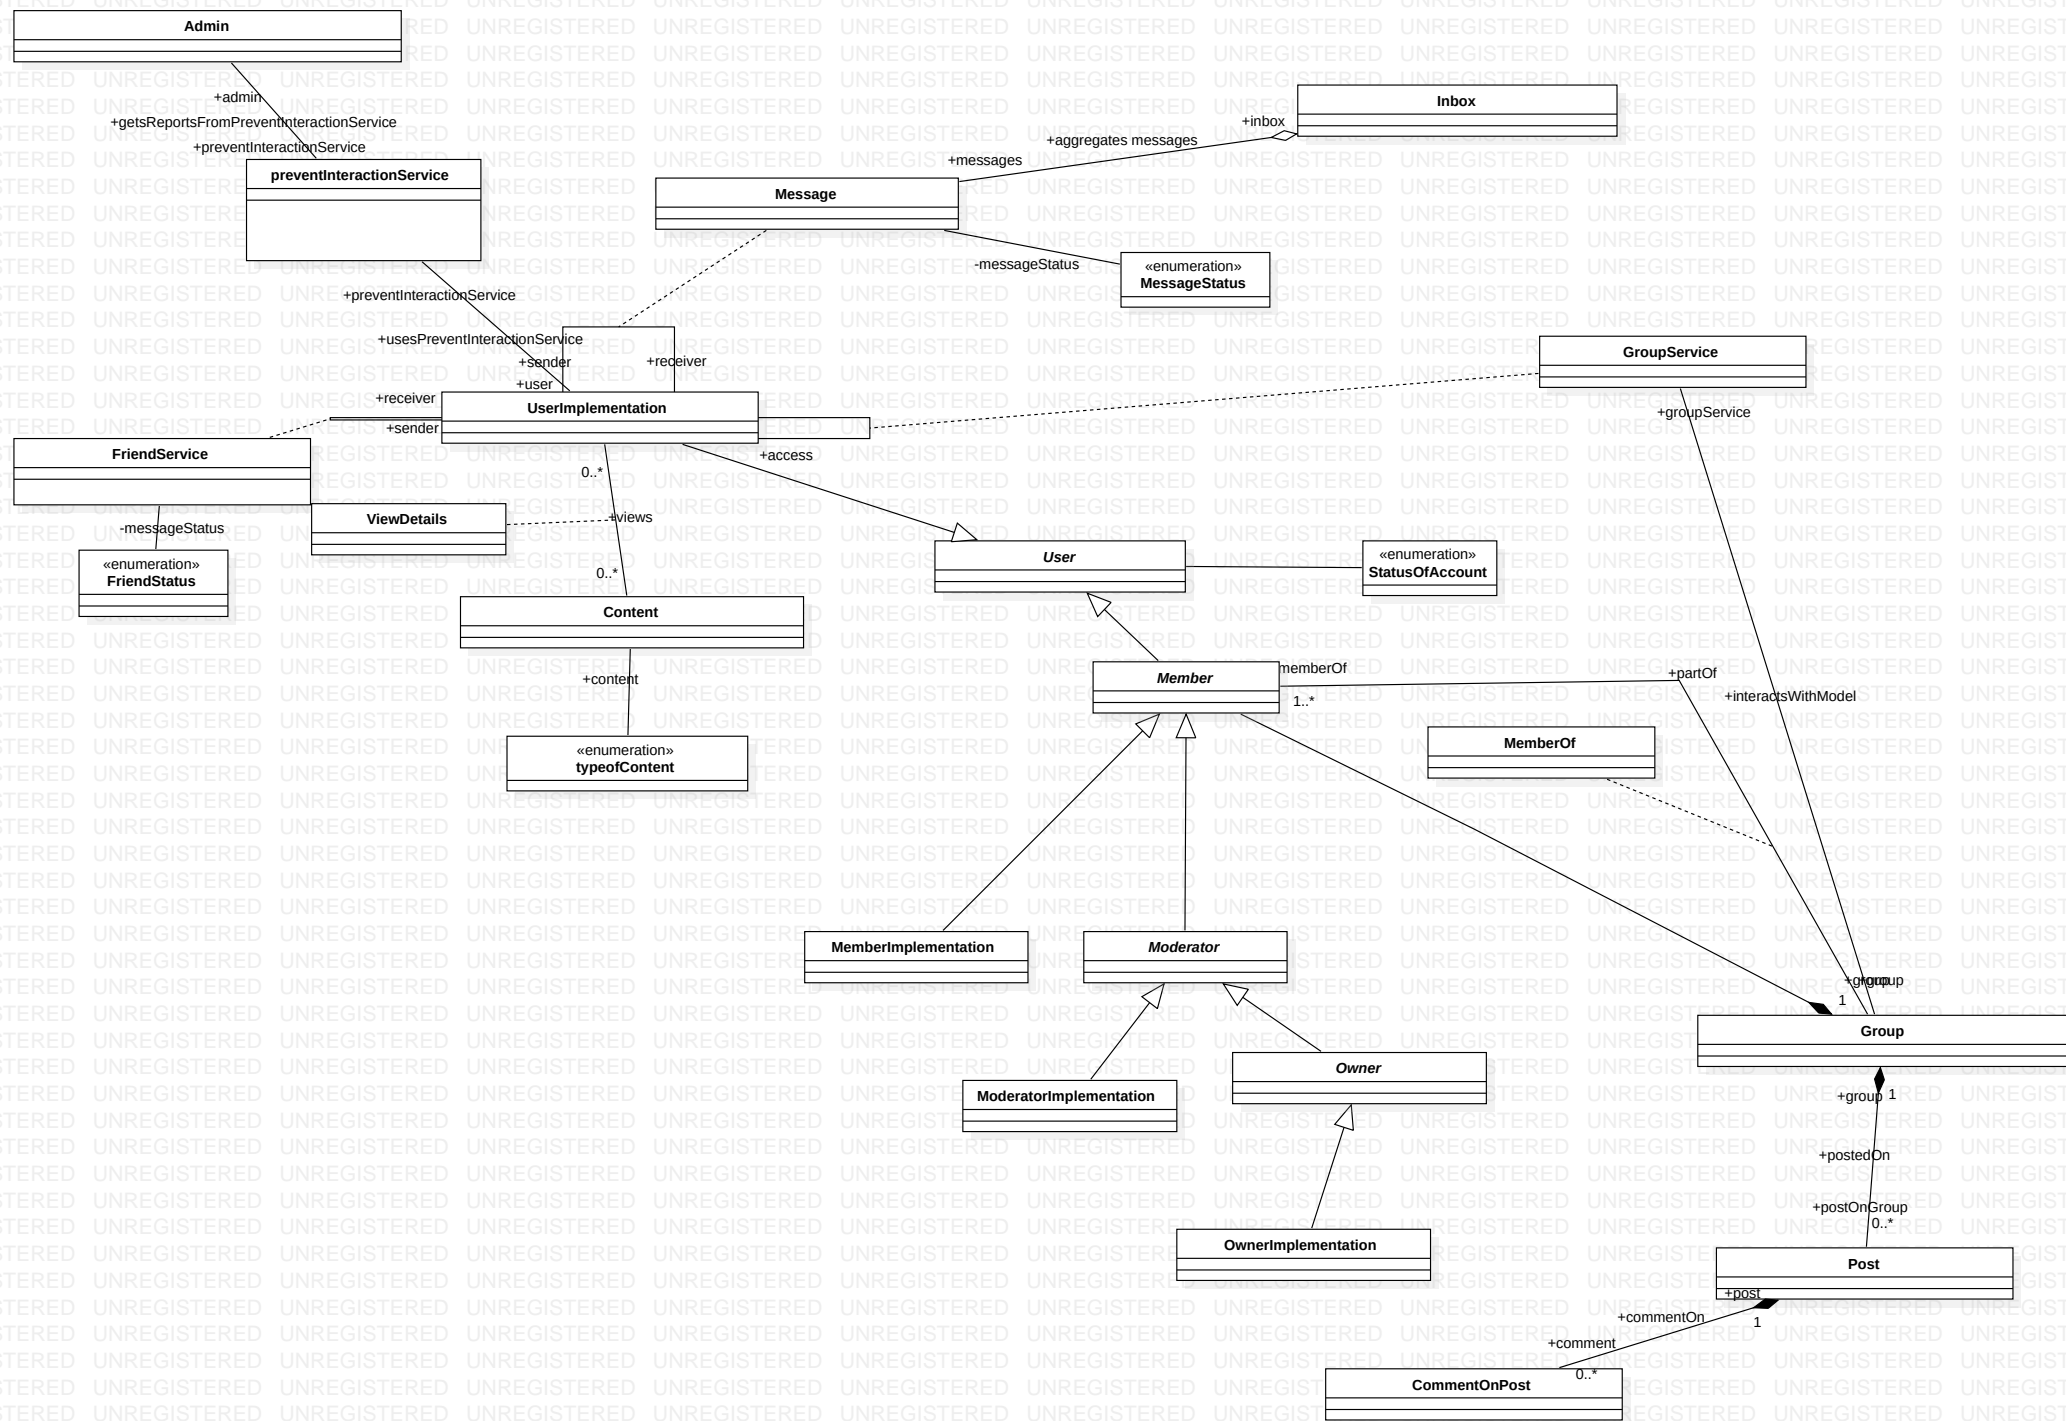 Admin
+admin
+getsReportsFromPreventInteractionService
+preventInteractionService
preventInteractionService
Inbox
+inbox
+aggregates messages
+messages
Message
-messageStatus
«enumeration»
MessageStatus
+preventInteractionService
+usesPreventInteractionService
+sender
+receiver
+user
GroupService
+groupService
+receiver
UserImplementation
+sender
FriendService
+access
0..*
-messageStatus
ViewDetails
+views
«enumeration»
FriendStatus
0..*
User
«enumeration»
StatusOfAccount
Content
+content
«enumeration»
typeofContent
Member
memberOf
1..*
+partOf
+interactsWithModel
MemberOf
MemberImplementation
Moderator
+group
+group
1
Group
ModeratorImplementation
Owner
+group
1
+postedOn
+postOnGroup
0..*
OwnerImplementation
Post
+post
+commentOn
1
+comment
0..*
CommentOnPost
UNREGISTERED